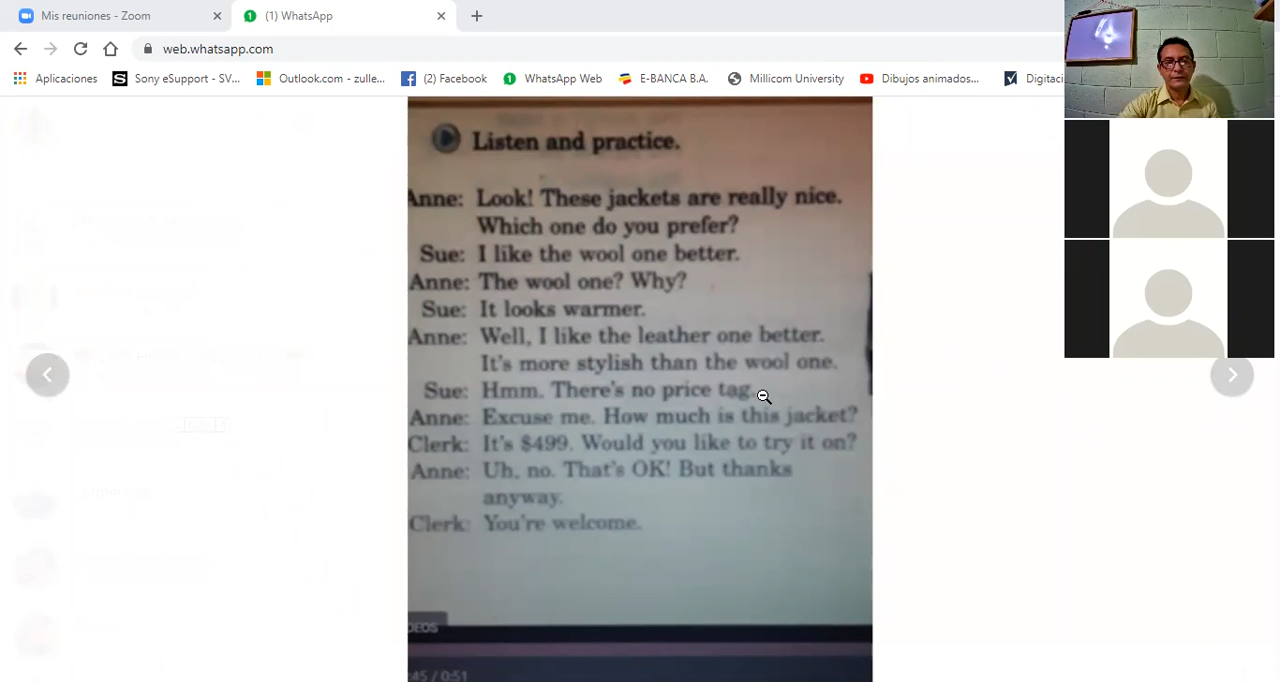 Mis reuniones - Zoom
(1) WhatsApp
web.whatsapp.com
Aplicaciones
Sony eSupport - SV...
Outlook.com - zulle...
(2) Facebook
WhatsApp Web
E-BANCA B.A.
Millicom University
Dibujos animados...
Digitaci
Listen and practice.
Anne: Look! These jackets are really nice.
Which one do you prefer?
Sue: I like the wool one better.
Anne: The wool one? Why?
Sue: It looks warmer.
Anne: Well, I like the leather one better.
It's more stylish than the wool one.
Sue: Hmm. There's no price tag.
Anne: Excuse me. How much is this jacket?
Clerk: It's $499. Would you like to try it on?
Anne: Uh, no. That's OK! But thanks
anyway.
Clerk: You're welcome.
DEOS
:45 / 0:51